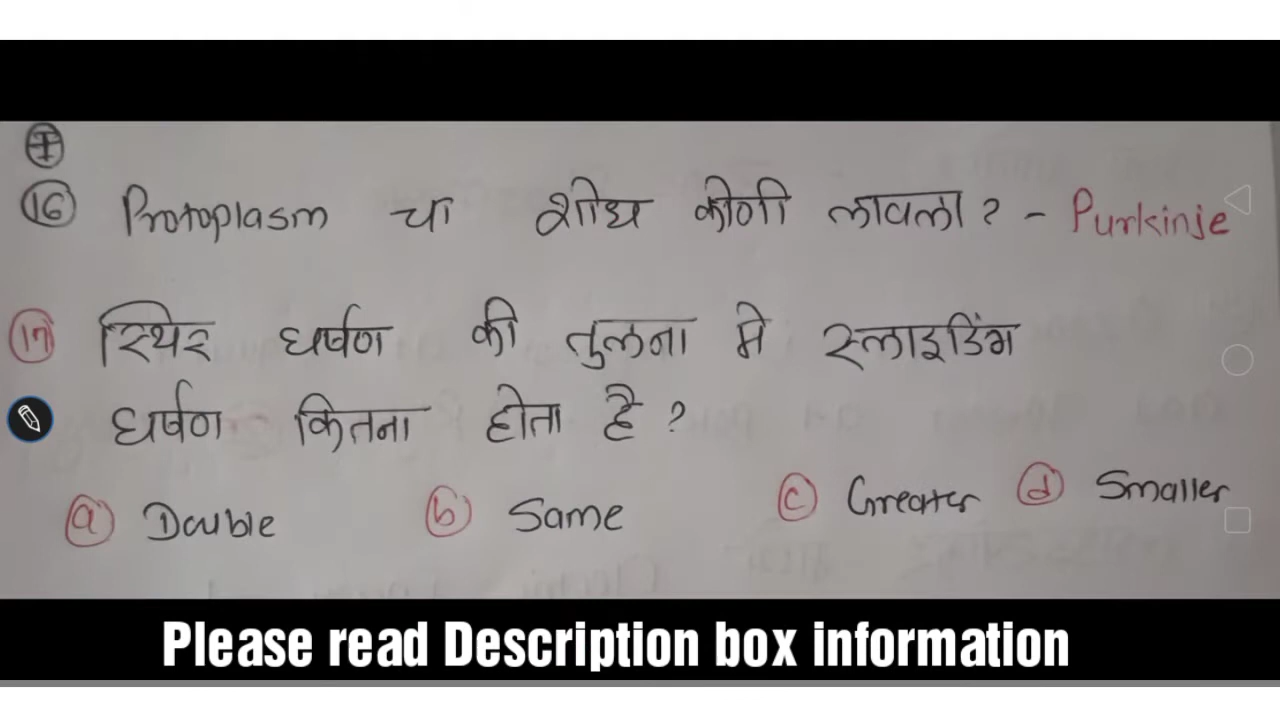 I
16 Protoplasm चा शोध कोणी लावला? - Purkinje
17 स्थिर घर्षण की तुलना मे स्लाइडिंग
घर्षण कितना होता है?
a Double b Same c Greater d Smaller
Please read Description box information